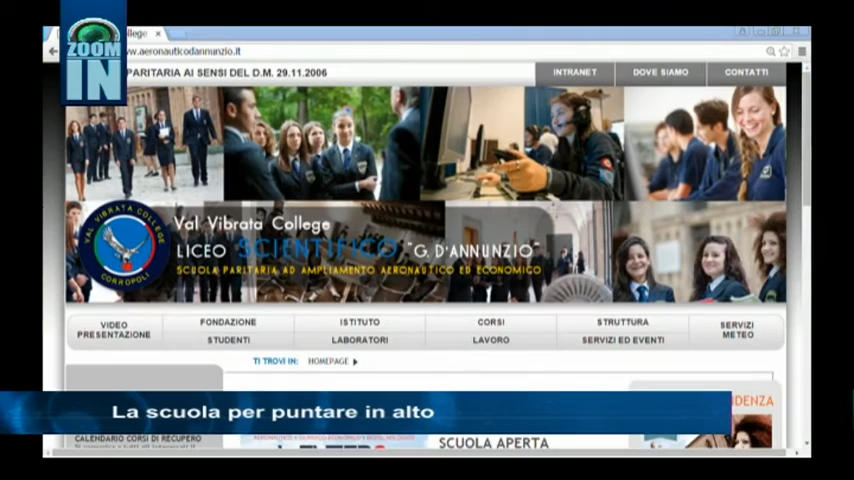 ZOOM
IN
llege
w.aeronauticodannunzio.it
PARITARIA AI SENSI DEL D.M. 29.11.2006
INTRANET
DOVE SIAMO
CONTATTI
VAL VIBRATA COLLEGE
CORROPOLI
Val Vibrata College
LICEO SCIENTIFICO "G. D'ANNUNZIO"
SCUOLA PARITARIA AD AMPLIAMENTO AERONAUTICO ED ECONOMICO
VIDEO
PRESENTAZIONE
FONDAZIONE
ISTITUTO
CORSI
STRUTTURA
SERVIZI
METEO
STUDENTI
LABORATORI
LAVORO
SERVIZI ED EVENTI
TI TROVI IN: HOMEPAGE
La scuola per puntare in alto
IDENZA
CALENDARIO CORSI DI RECUPERO
SCUOLA APERTA